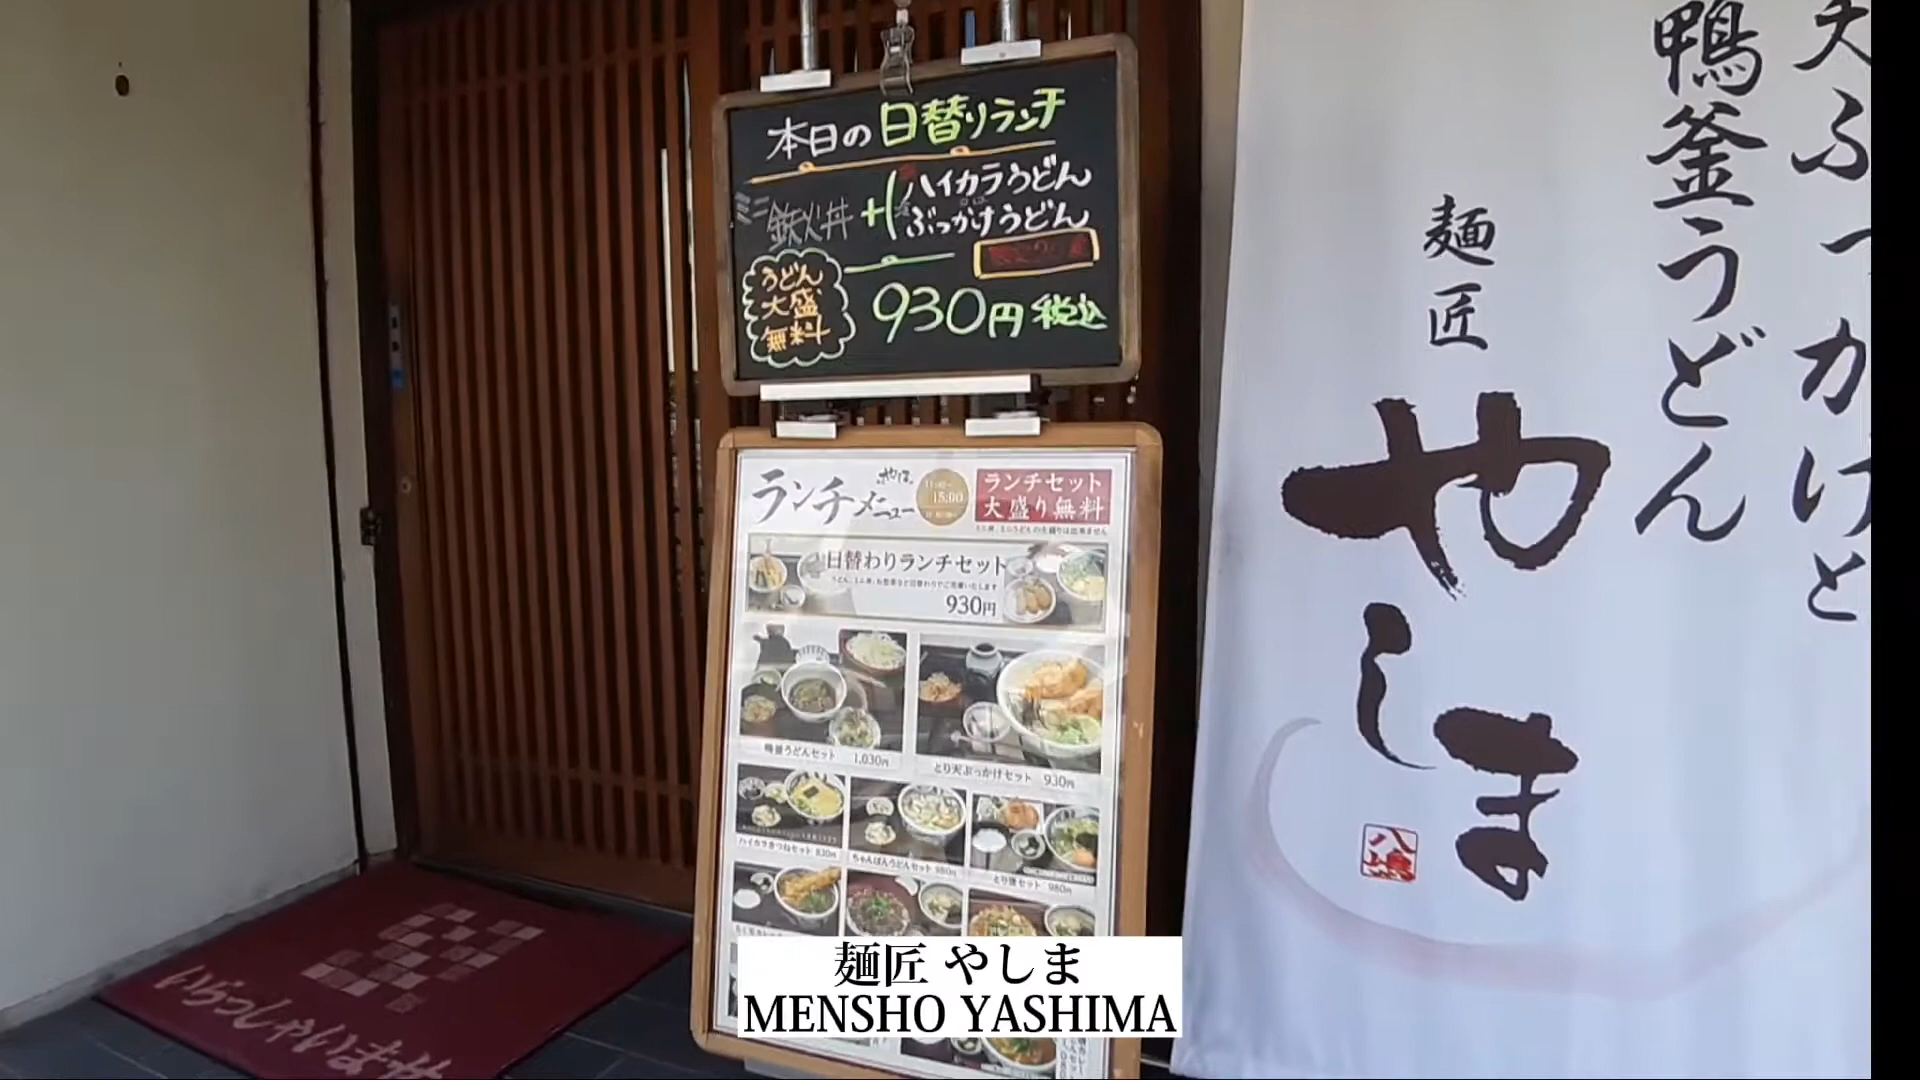 本日の日替りランチ
ミニ鉄火丼
+
ハイカラうどん
ぶっかけうどん
うどん
大盛
無料
930円 税込
ランチメニュー
15:00
ランチセット
大盛り無料
日替わりランチセット
930円
鴨釜うどんセット 1,030円
とり天ぶっかけセット 930円
ハイカラきつねセット 830円
ちゃんぽんうどんセット 980円
とり唐セット 980円
天ぶっかけと
鴨釜うどん
麺匠
やしま
八嶋
いらっしゃいませ
麺匠 やしま
MENSHO YASHIMA